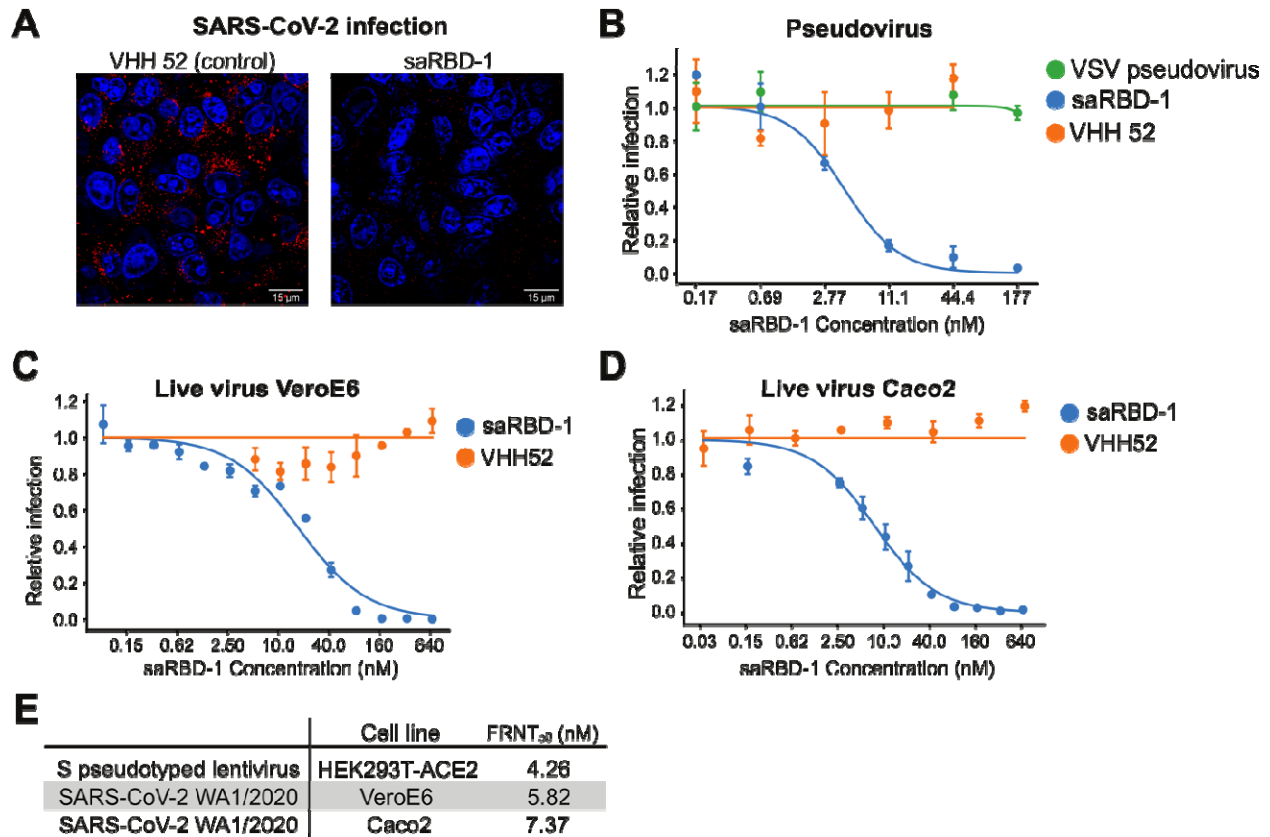 A
SARS-CoV-2 infection
VHH 52 (control)
saRBD-1
15 µm
15 µm
B
Pseudovirus
Relative infection
1.2
1.0
0.8
0.6
0.4
0.2
0.0
0.17 0.69 2.77 11.1 44.4 177
saRBD-1 Concentration (nM)
VSV pseudovirus
saRBD-1
VHH 52
C
Live virus VeroE6
Relative infection
1.2
1.0
0.8
0.6
0.4
0.2
0.0
0.15 0.62 2.50 10.0 40.0 160 640
saRBD-1 Concentration (nM)
saRBD-1
VHH52
D
Live virus Caco2
Relative infection
1.2
1.0
0.8
0.6
0.4
0.2
0.0
0.03 0.15 0.62 2.50 10.0 40.0 160 640
saRBD-1 Concentration (nM)
saRBD-1
VHH52
E
Cell line FRNT₅₀ (nM)
S pseudotyped lentivirus HEK293T-ACE2 4.26
SARS-CoV-2 WA1/2020 VeroE6 5.82
SARS-CoV-2 WA1/2020 Caco2 7.37